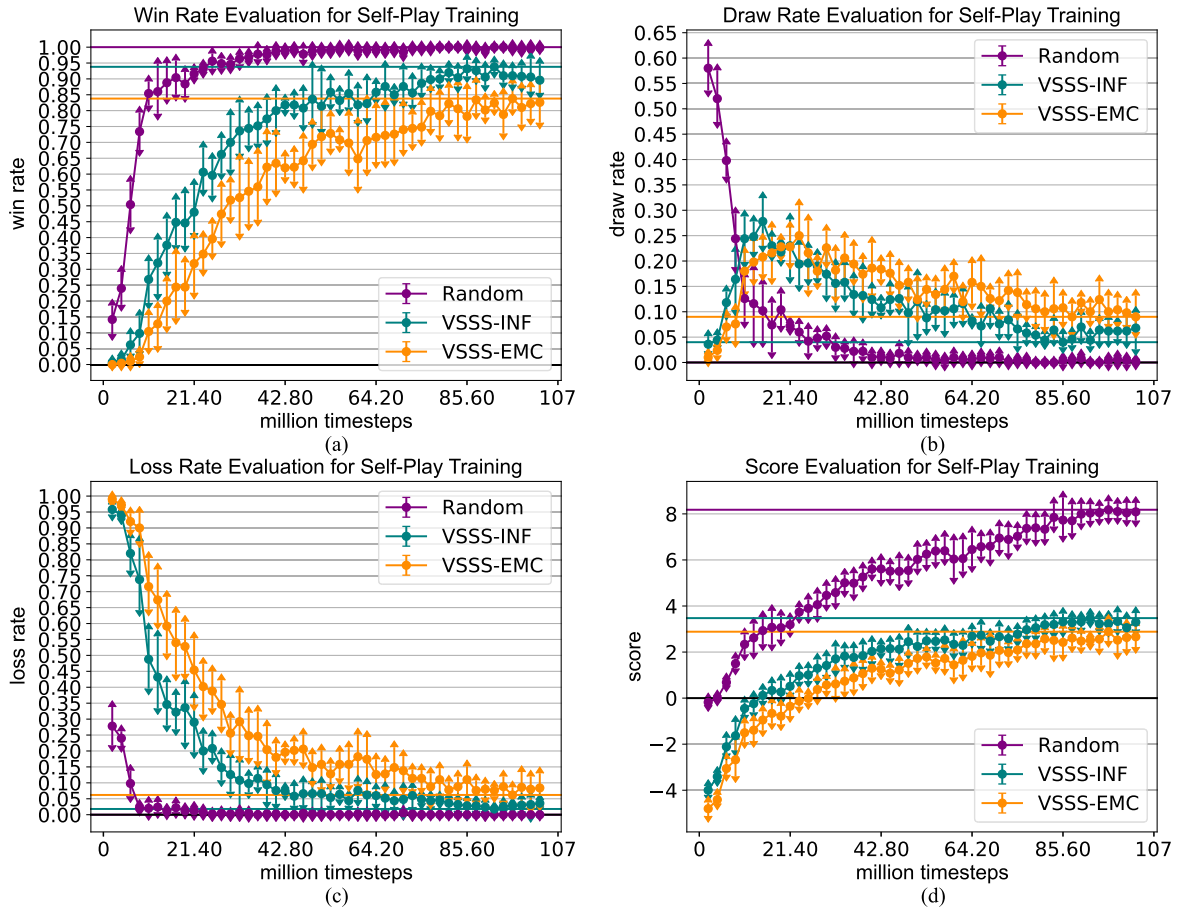 Win Rate Evaluation for Self-Play Training
1.00
0.95
0.90
0.85
0.80
0.75
0.70
0.65
0.60
0.55
0.50
0.45
0.40
0.35
0.30
0.25
0.20
0.15
0.10
0.05
0.00
win rate
Random
VSSS-INF
VSSS-EMC
0 21.40 42.80 64.20 85.60 107
million timesteps
(a)
Draw Rate Evaluation for Self-Play Training
0.65
0.60
0.55
0.50
0.45
0.40
0.35
0.30
0.25
0.20
0.15
0.10
0.05
0.00
draw rate
Random
VSSS-INF
VSSS-EMC
0 21.40 42.80 64.20 85.60 107
million timesteps
(b)
Loss Rate Evaluation for Self-Play Training
1.00
0.95
0.90
0.85
0.80
0.75
0.70
0.65
0.60
0.55
0.50
0.45
0.40
0.35
0.30
0.25
0.20
0.15
0.10
0.05
0.00
loss rate
Random
VSSS-INF
VSSS-EMC
0 21.40 42.80 64.20 85.60 107
million timesteps
(c)
Score Evaluation for Self-Play Training
8
6
4
2
0
−2
−4
score
Random
VSSS-INF
VSSS-EMC
0 21.40 42.80 64.20 85.60 107
million timesteps
(d)